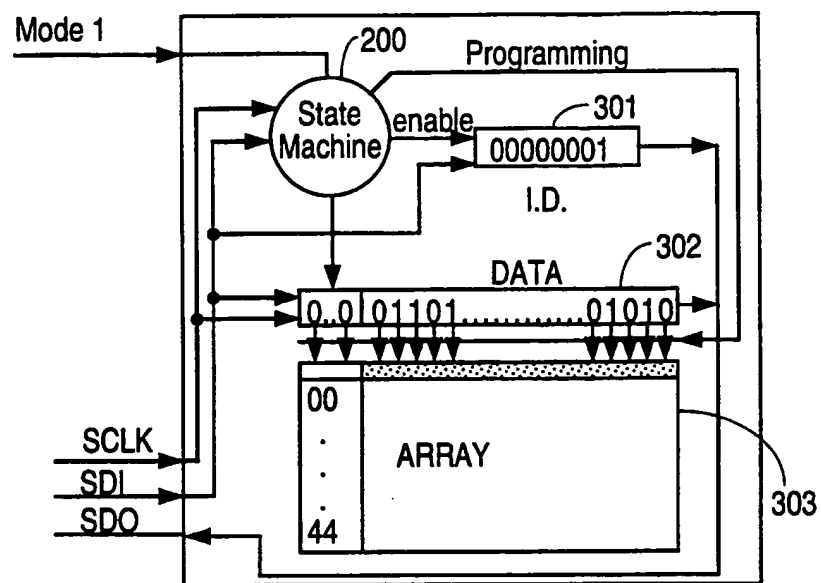 Mode 1
200
Programming
State
Machine
enable
301
00000001
I.D.
302
DATA
0..0 01101..............01010
00
.
.
.
44
ARRAY
SCLK
SDI
SDO
303